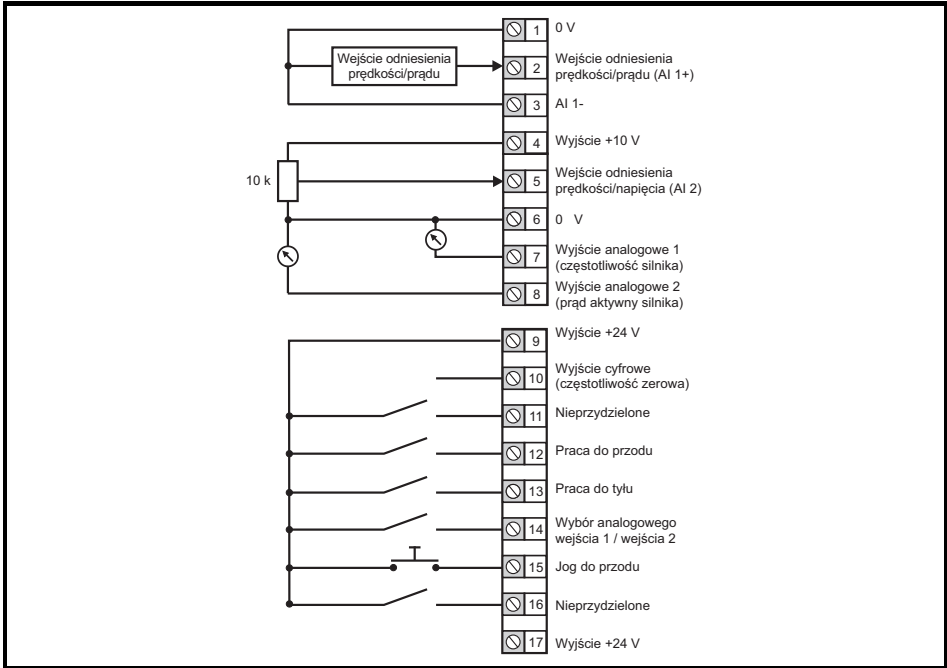 1 0 V
Wejście odniesienia
prędkości/prądu
2 Wejście odniesienia
prędkości/prądu (AI 1+)
3 AI 1-
4 Wyjście +10 V
10 k
5 Wejście odniesienia
prędkości/napięcia (AI 2)
6 0 V
7 Wyjście analogowe 1
(częstotliwość silnika)
8 Wyjście analogowe 2
(prąd aktywny silnika)
9 Wyjście +24 V
10 Wyjście cyfrowe
(częstotliwość zerowa)
11 Nieprzydzielone
12 Praca do przodu
13 Praca do tyłu
14 Wybór analogowego
wejścia 1 / wejścia 2
15 Jog do przodu
16 Nieprzydzielone
17 Wyjście +24 V